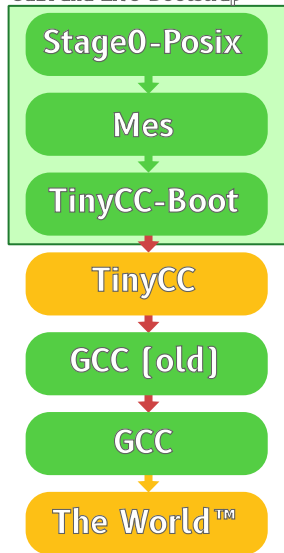 Stage0-Posix
Mes
TinyCC-Boot
TinyCC
GCC (old)
GCC
The World™